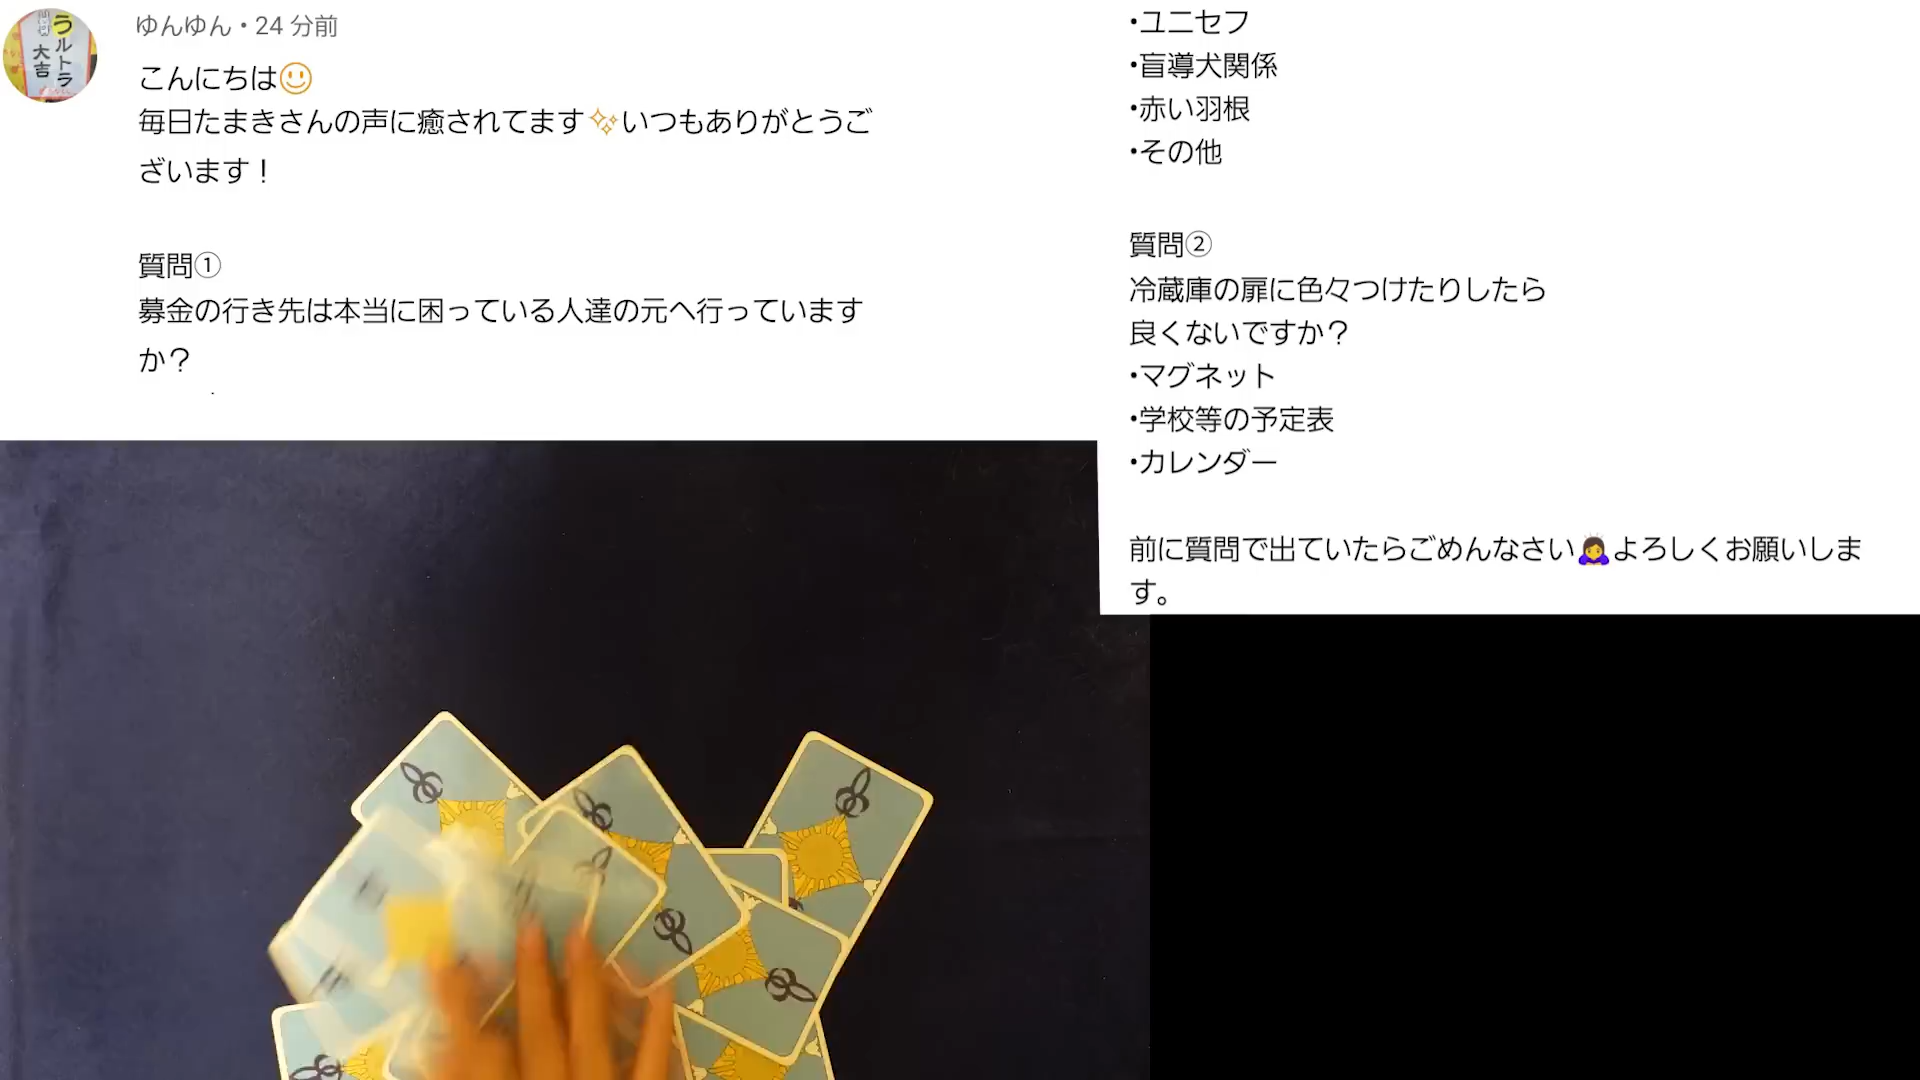 ゆんゆん・24 分前
こんにちは😃
毎日たまきさんの声に癒されてます✨いつもありがとうご
ざいます！
質問①
募金の行き先は本当に困っている人達の元へ行っています
か？
•ユニセフ
•盲導犬関係
•赤い羽根
•その他
質問②
冷蔵庫の扉に色々つけたりしたら
良くないですか？
•マグネット
•学校等の予定表
•カレンダー
前に質問で出ていたらごめんなさい🙇‍♀️よろしくお願いしま
す。
ウルトラ
大吉